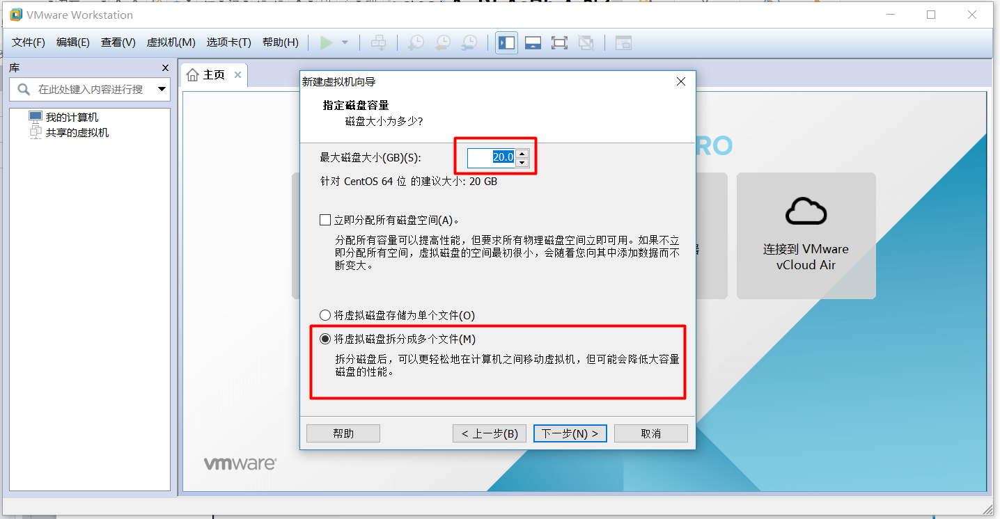 VMware Workstation
文件(F) 编辑(E) 查看(V) 虚拟机(M) 选项卡(T) 帮助(H)
库
在此处键入内容进行搜
我的计算机
共享的虚拟机
主页
新建虚拟机向导
指定磁盘容量
磁盘大小为多少?
RO
最大磁盘大小(GB)(S): 20.0
针对 CentOS 64 位 的建议大小: 20 GB
立即分配所有磁盘空间(A)。
分配所有容量可以提高性能，但要求所有物理磁盘空间立即可用。如果不立
即分配所有空间，虚拟磁盘的空间最初很小，会随着您向其中添加数据而不
断变大。
将虚拟磁盘存储为单个文件(O)
将虚拟磁盘拆分成多个文件(M)
拆分磁盘后，可以更轻松地在计算机之间移动虚拟机，但可能会降低大容量
磁盘的性能。
帮助 < 上一步(B) 下一步(N) > 取消
连接到 VMware
vCloud Air
vmware